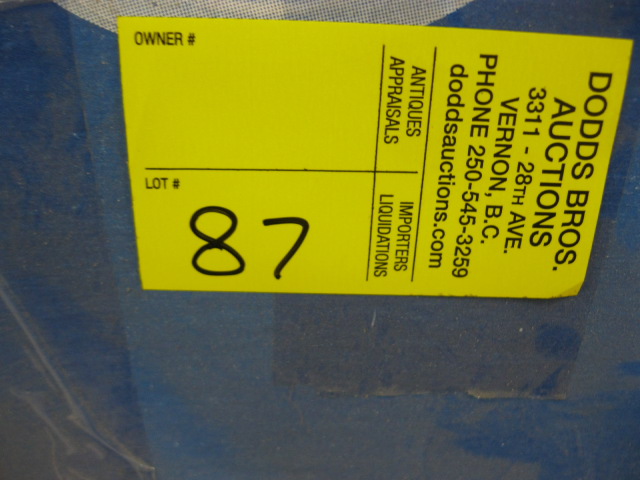 OWNER #
LOT #
87
ANTIQUES
APPRAISALS
IMPORTERS
LIQUIDATIONS
DODDS BROS.
AUCTIONS
3311 - 28TH AVE.
VERNON, B.C.
PHONE 250-545-3259
doddsauctions.com